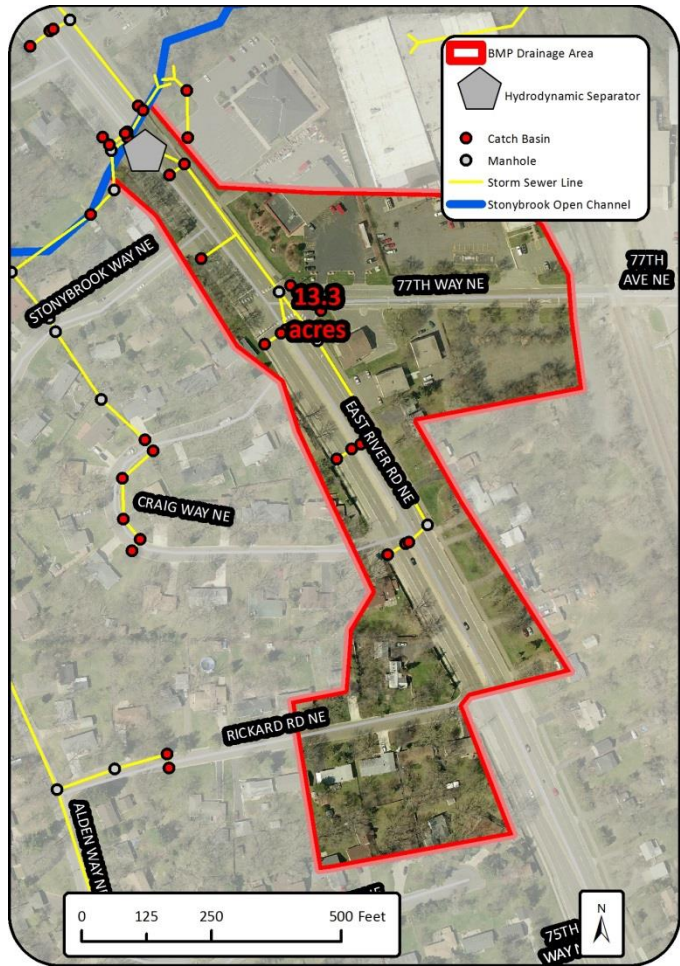 BMP Drainage Area
Hydrodynamic Separator
Catch Basin
Manhole
Storm Sewer Line
Stonybrook Open Channel
STONYBROOK WAY NE
77TH WAY NE
77TH
AVE NE
13.3
acres
EAST RIVER RD NE
CRAIG WAY NE
RICKARD RD NE
ALDEN WAY NE
75TH
WAY N
0 125 250 500 Feet
N